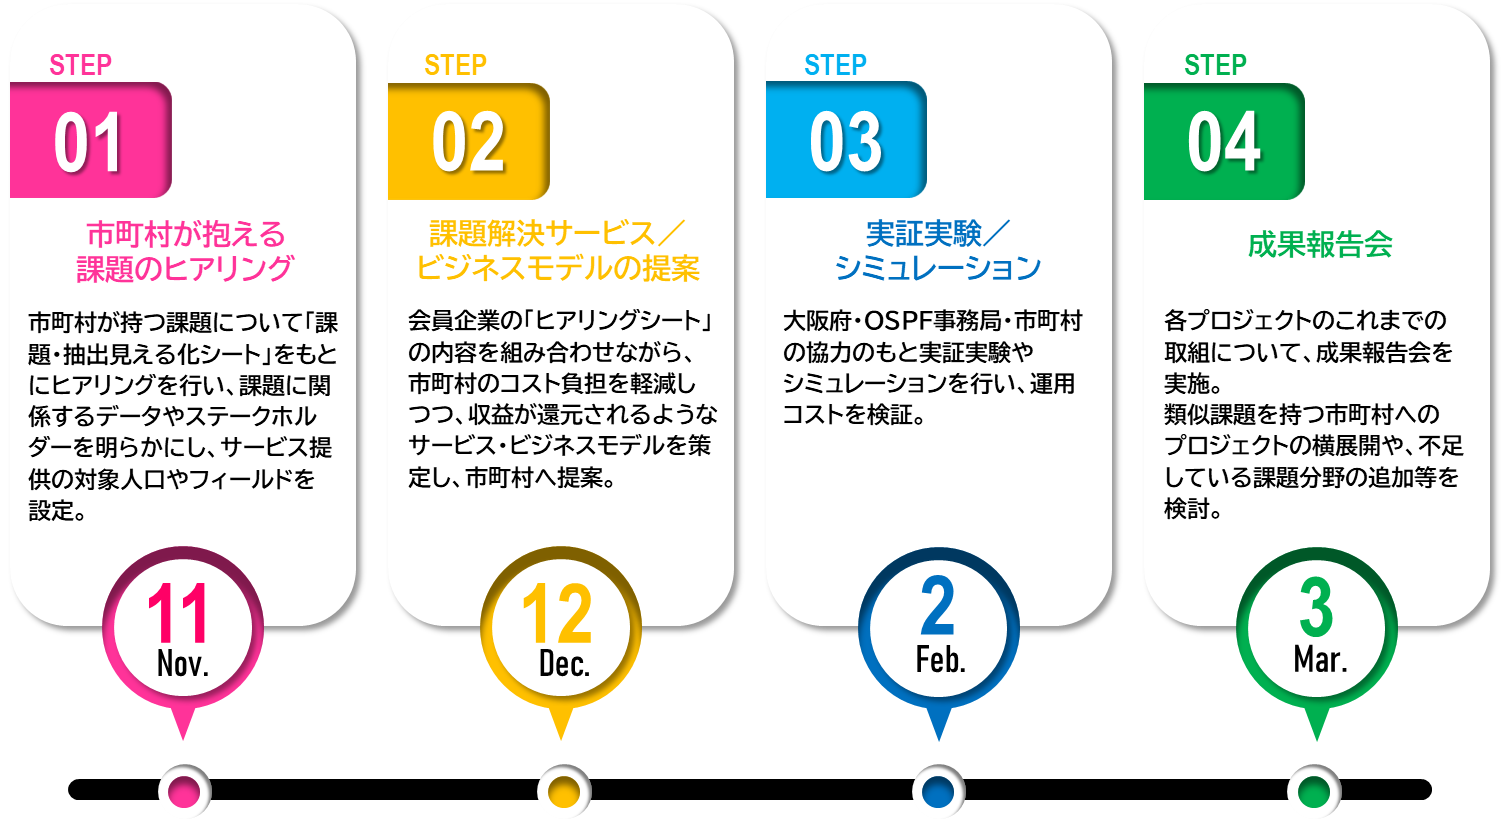 STEP
01
市町村が抱える
課題のヒアリング
市町村が持つ課題について「課
題・抽出見える化シート」をもと
にヒアリングを行い、課題に関
係するデータやステークホル
ダーを明らかにし、サービス提
供の対象人口やフィールドを
設定。
11
Nov.
STEP
02
課題解決サービス／
ビジネスモデルの提案
会員企業の「ヒアリングシート」
の内容を組み合わせながら、
市町村のコスト負担を軽減し
つつ、収益が還元されるような
サービス・ビジネスモデルを策
定し、市町村へ提案。
12
Dec.
STEP
03
実証実験／
シミュレーション
大阪府・OSPF事務局・市町村
の協力のもと実証実験や
シミュレーションを行い、運用
コストを検証。
2
Feb.
STEP
04
成果報告会
各プロジェクトのこれまでの
取組について、成果報告会を
実施。
類似課題を持つ市町村への
プロジェクトの横展開や、不足
している課題分野の追加等を
検討。
3
Mar.